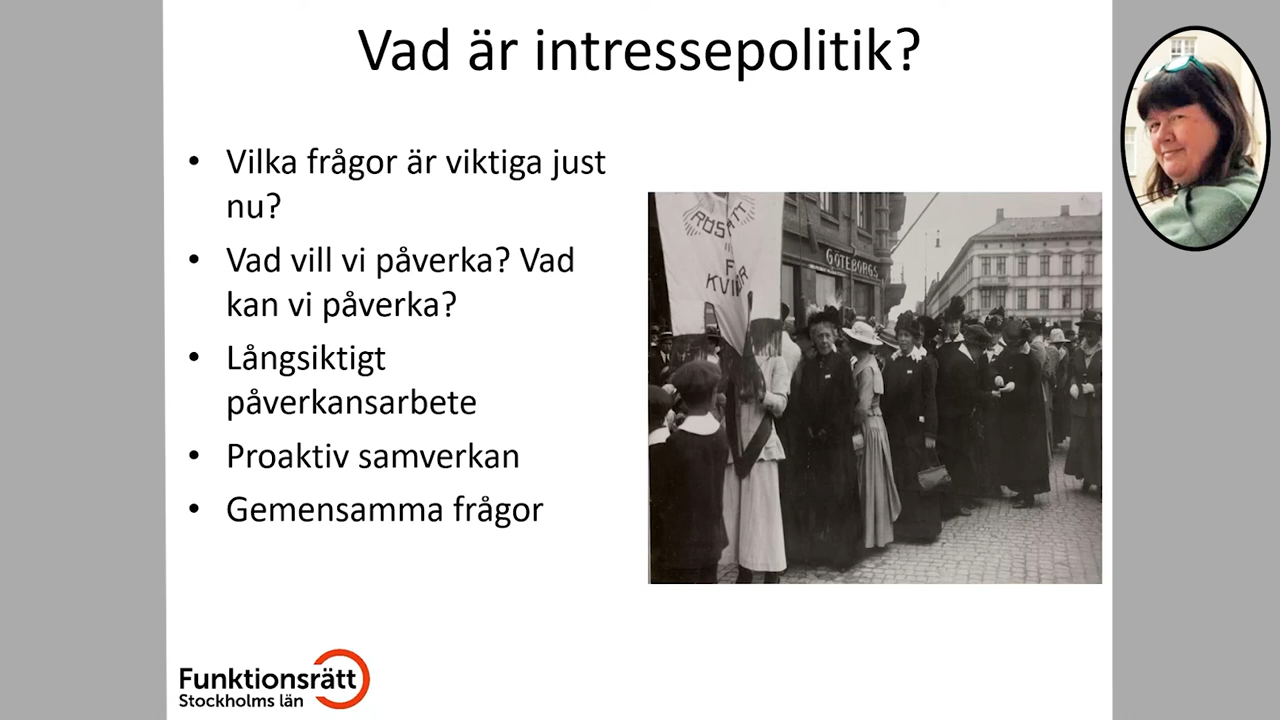 Vad är intressepolitik?
• Vilka frågor är viktiga just
nu?
• Vad vill vi påverka? Vad
kan vi påverka?
• Långsiktigt
påverkansarbete
• Proaktiv samverkan
• Gemensamma frågor
GÖTEBORGS
Funktionsrätt
Stockholms län